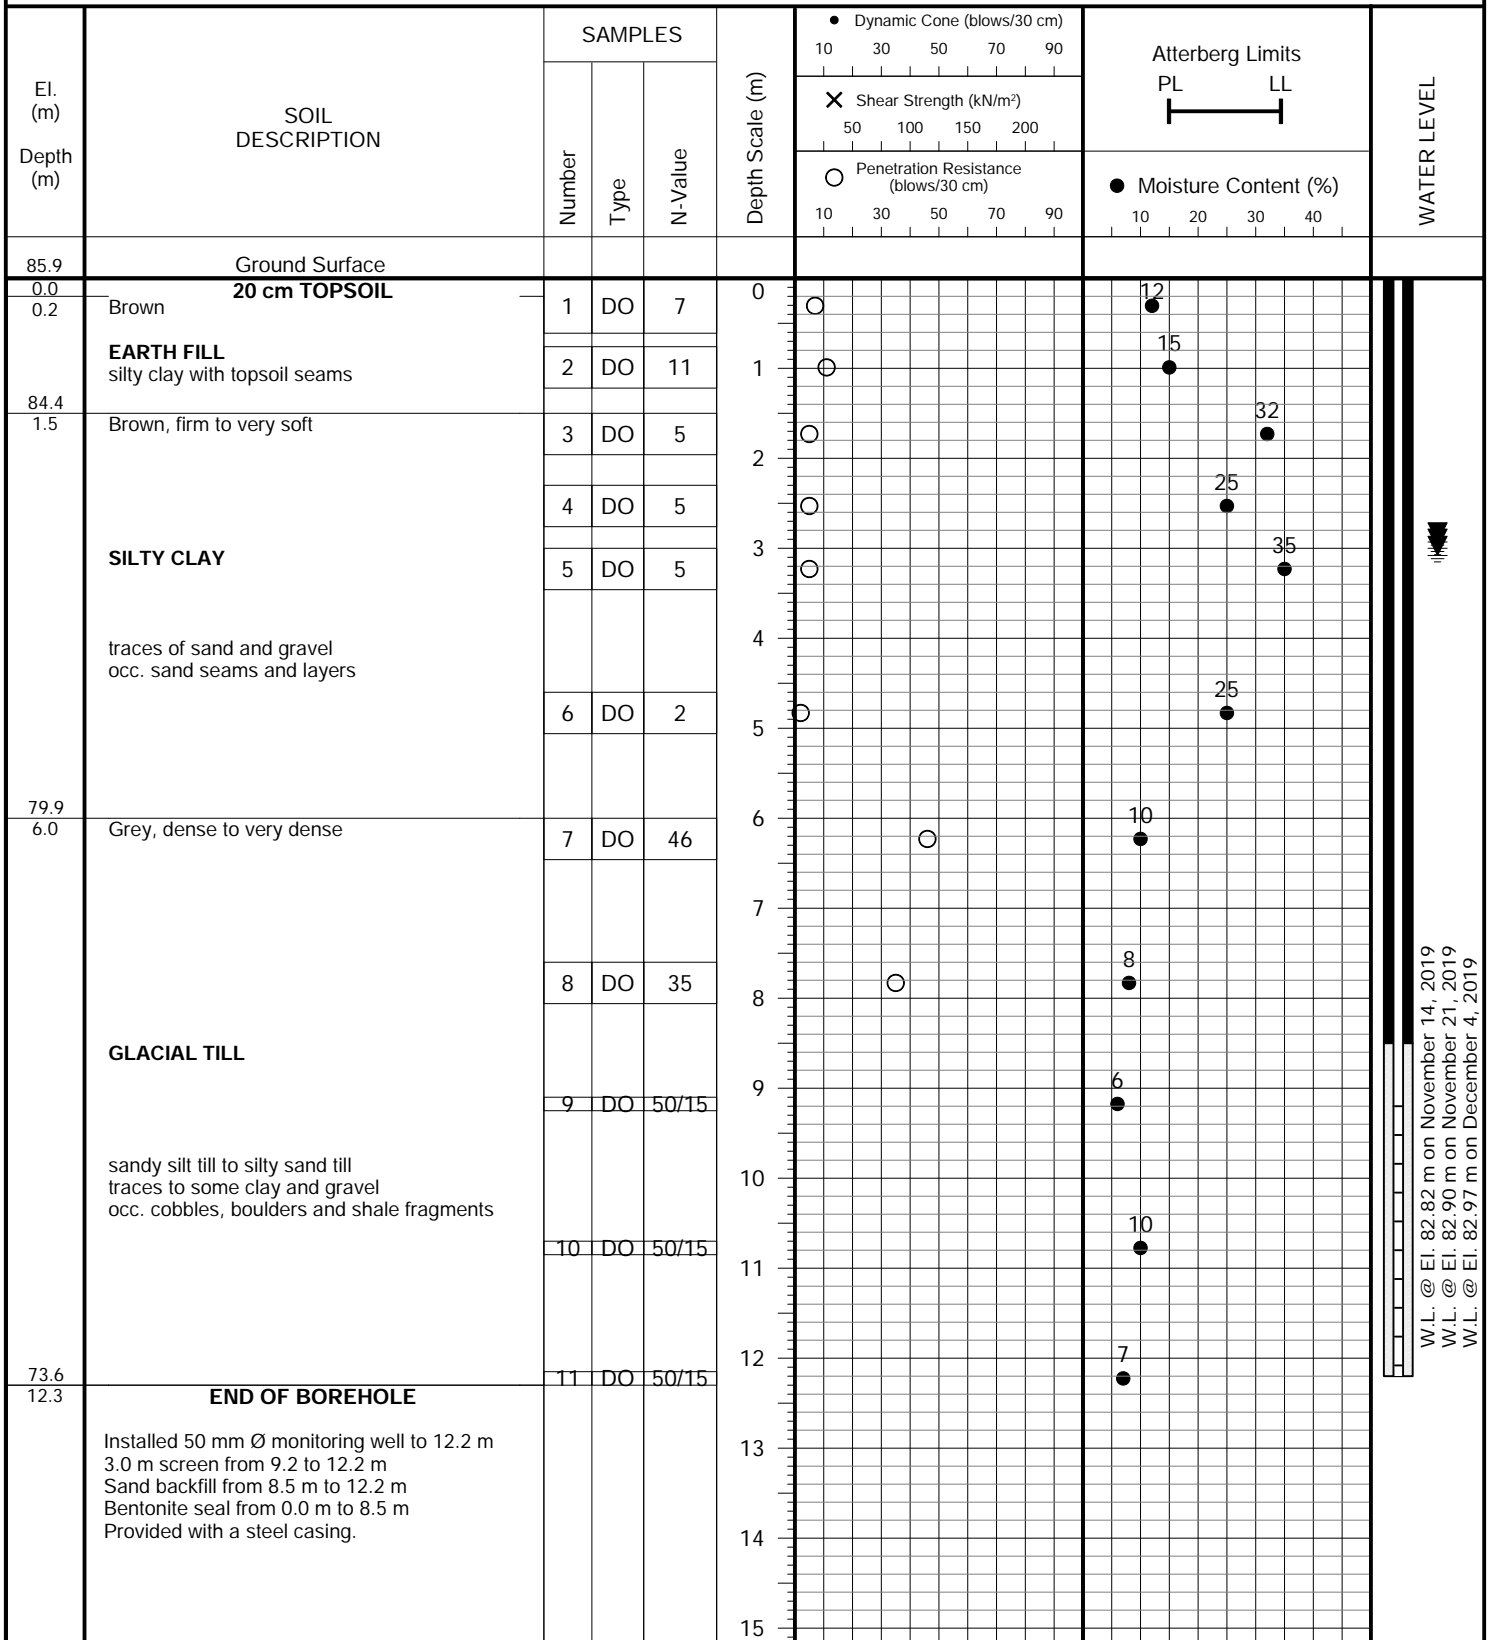 El.
(m)
Depth
(m)
SOIL
DESCRIPTION
SAMPLES
Number
Type
N-Value
Depth Scale (m)
Dynamic Cone (blows/30 cm)
10 30 50 70 90
Shear Strength (kN/m²)
50 100 150 200
Penetration Resistance
(blows/30 cm)
10 30 50 70 90
Atterberg Limits
PL LL
Moisture Content (%)
10 20 30 40
WATER LEVEL
85.9 Ground Surface
0.0 20 cm TOPSOIL 0
0.2 Brown 1 DO 7 12
EARTH FILL 15
silty clay with topsoil seams 2 DO 11 1
84.4 32
1.5 Brown, firm to very soft 3 DO 5
2
25
4 DO 5
SILTY CLAY 3 35
5 DO 5
4
traces of sand and gravel
occ. sand seams and layers
25
6 DO 2
5
79.9 10
6.0 Grey, dense to very dense 6
7 DO 46
7
8
8 DO 35
8
GLACIAL TILL
6
9
9 DO 50/15
sandy silt till to silty sand till
traces to some clay and gravel 10
occ. cobbles, boulders and shale fragments
10
10 DO 50/15
11
7
12
73.6 11 DO 50/15
12.3 END OF BOREHOLE
Installed 50 mm Ø monitoring well to 12.2 m 13
3.0 m screen from 9.2 to 12.2 m
Sand backfill from 8.5 m to 12.2 m
Bentonite seal from 0.0 m to 8.5 m
Provided with a steel casing.
14
15
W.L. @ El. 82.82 m on November 14, 2019
W.L. @ El. 82.90 m on November 21, 2019
W.L. @ El. 82.97 m on December 4, 2019